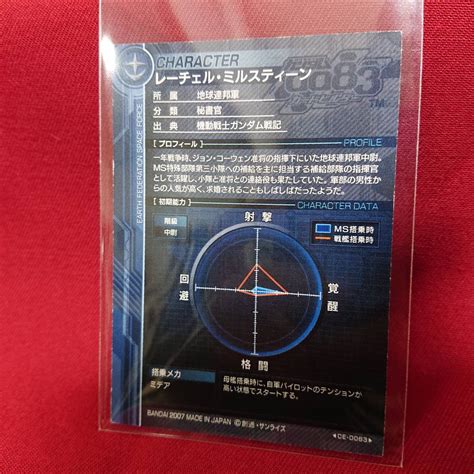 CHARACTER
0083
TM
レーチェル・ミルスティーン
所 属 地球連邦軍
分 類 秘書官
出 典 機動戦士ガンダム戦記
EARTH FEDERATION SPACE FORCE
[プロフィール] PROFILE
一年戦争時、ジョン・コーウェン准将の指揮下にいた地球連邦軍中尉。
MS特殊部隊第三小隊への補給を主に担当する補給部隊の指揮官
として活躍し、小隊と准将との連絡役も果たしていた。軍部の男性か
らの人気が高く、求婚されることもしばしばだったようだ。
[初期能力] CHARACTER DATA
階級
中尉
射撃
MS搭乗時
戦艦搭乗時
回避
覚醒
格闘
搭乗メカ
ミデア
母艦搭乗時に、自軍パイロットのテンションが
高い状態でスタートする。
BANDAI 2007 MADE IN JAPAN ©創通・サンライズ
◀CE-0083▶